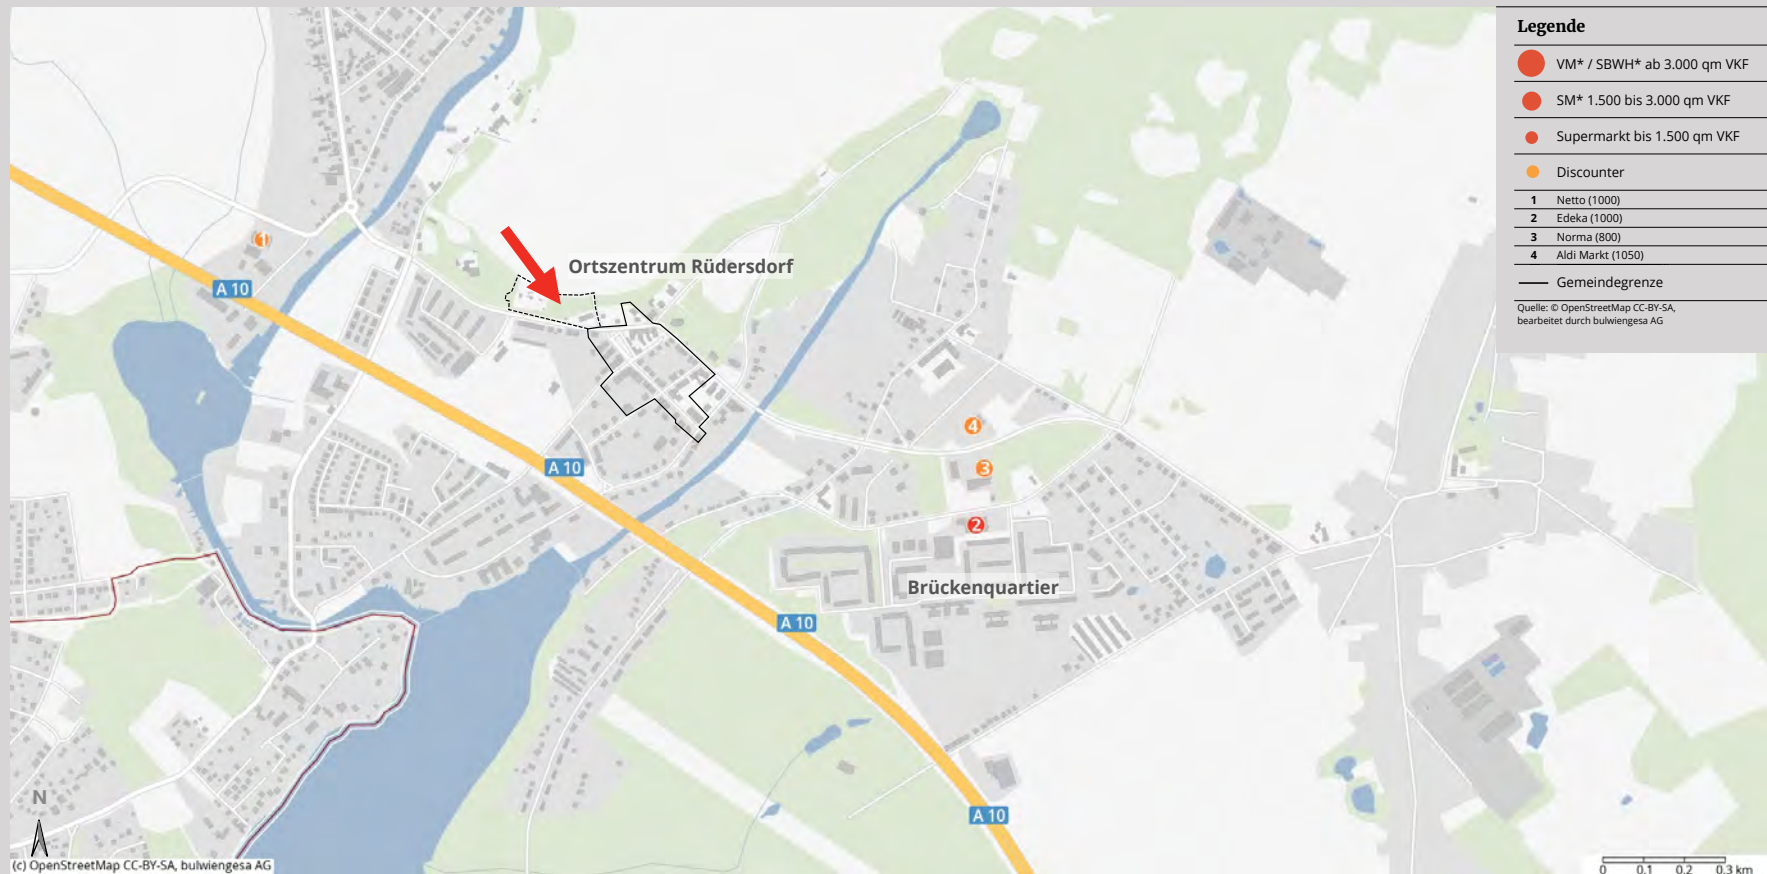 Legende
VM* / SBWH* ab 3.000 qm VKF
SM* 1.500 bis 3.000 qm VKF
Supermarkt bis 1.500 qm VKF
Discounter
1 Netto (1000)
2 Edeka (1000)
3 Norma (800)
4 Aldi Markt (1050)
Gemeindegrenze
Quelle: © OpenStreetMap CC-BY-SA,
bearbeitet durch bulwiengesa AG
1
Ortszentrum Rüdersdorf
A 10
4
A 10
3
2
Brückenquartier
A 10
N
A 10
(c) OpenStreetMap CC-BY-SA, bulwiengesa AG
0 0.1 0.2 0.3 km